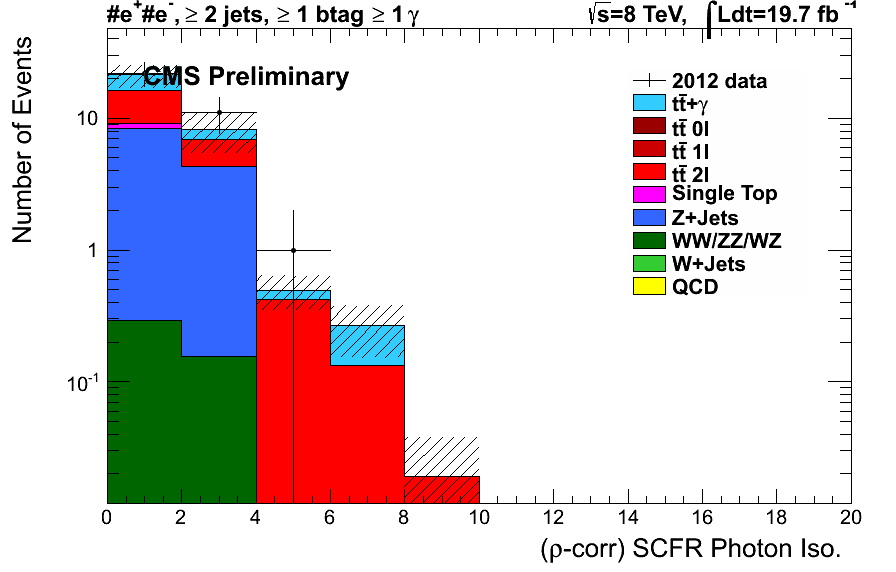 #e⁺#e⁻, ≥ 2 jets, ≥ 1 btag ≥ 1 γ
√s=8 TeV, ∫Ldt=19.7 fb⁻¹
CMS Preliminary
Number of Events
10
1
10⁻¹
2012 data
tt̄+γ
tt̄ 0l
tt̄ 1l
tt̄ 2l
Single Top
Z+Jets
WW/ZZ/WZ
W+Jets
QCD
0 2 4 6 8 10 12 14 16 18 20
(ρ-corr) SCFR Photon Iso.